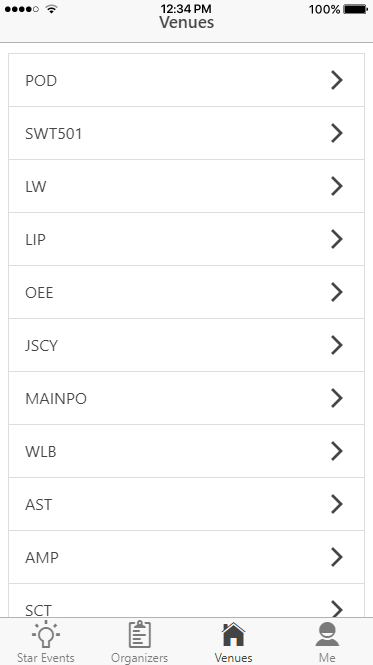 12:34 PM
100%
Venues
POD
SWT501
LW
LIP
OEE
JSCY
MAINPO
WLB
AST
AMP
SCT
Star Events
Organizers
Venues
Me